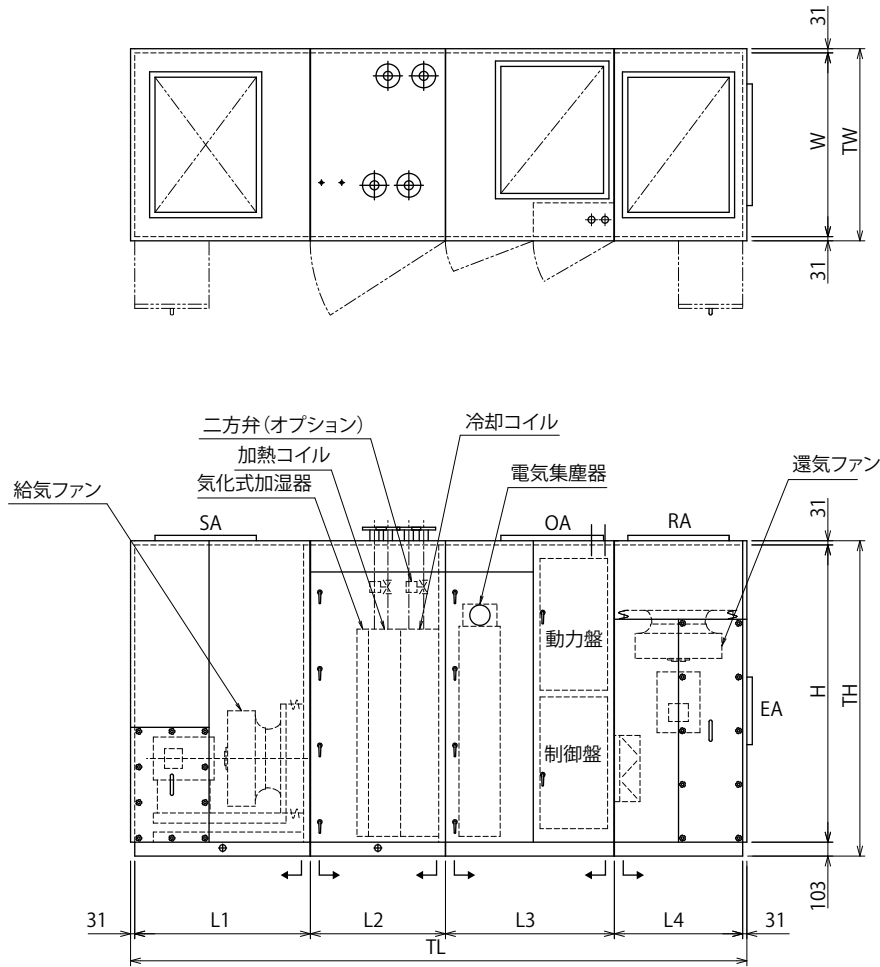 31
W
TW
31
二方弁(オプション)
冷却コイル
加熱コイル
電気集塵器
還気ファン
気化式加湿器
給気ファン
SA
OA
RA
31
動力盤
H
TH
EA
制御盤
103
31
L1
L2
L3
L4
31
TL